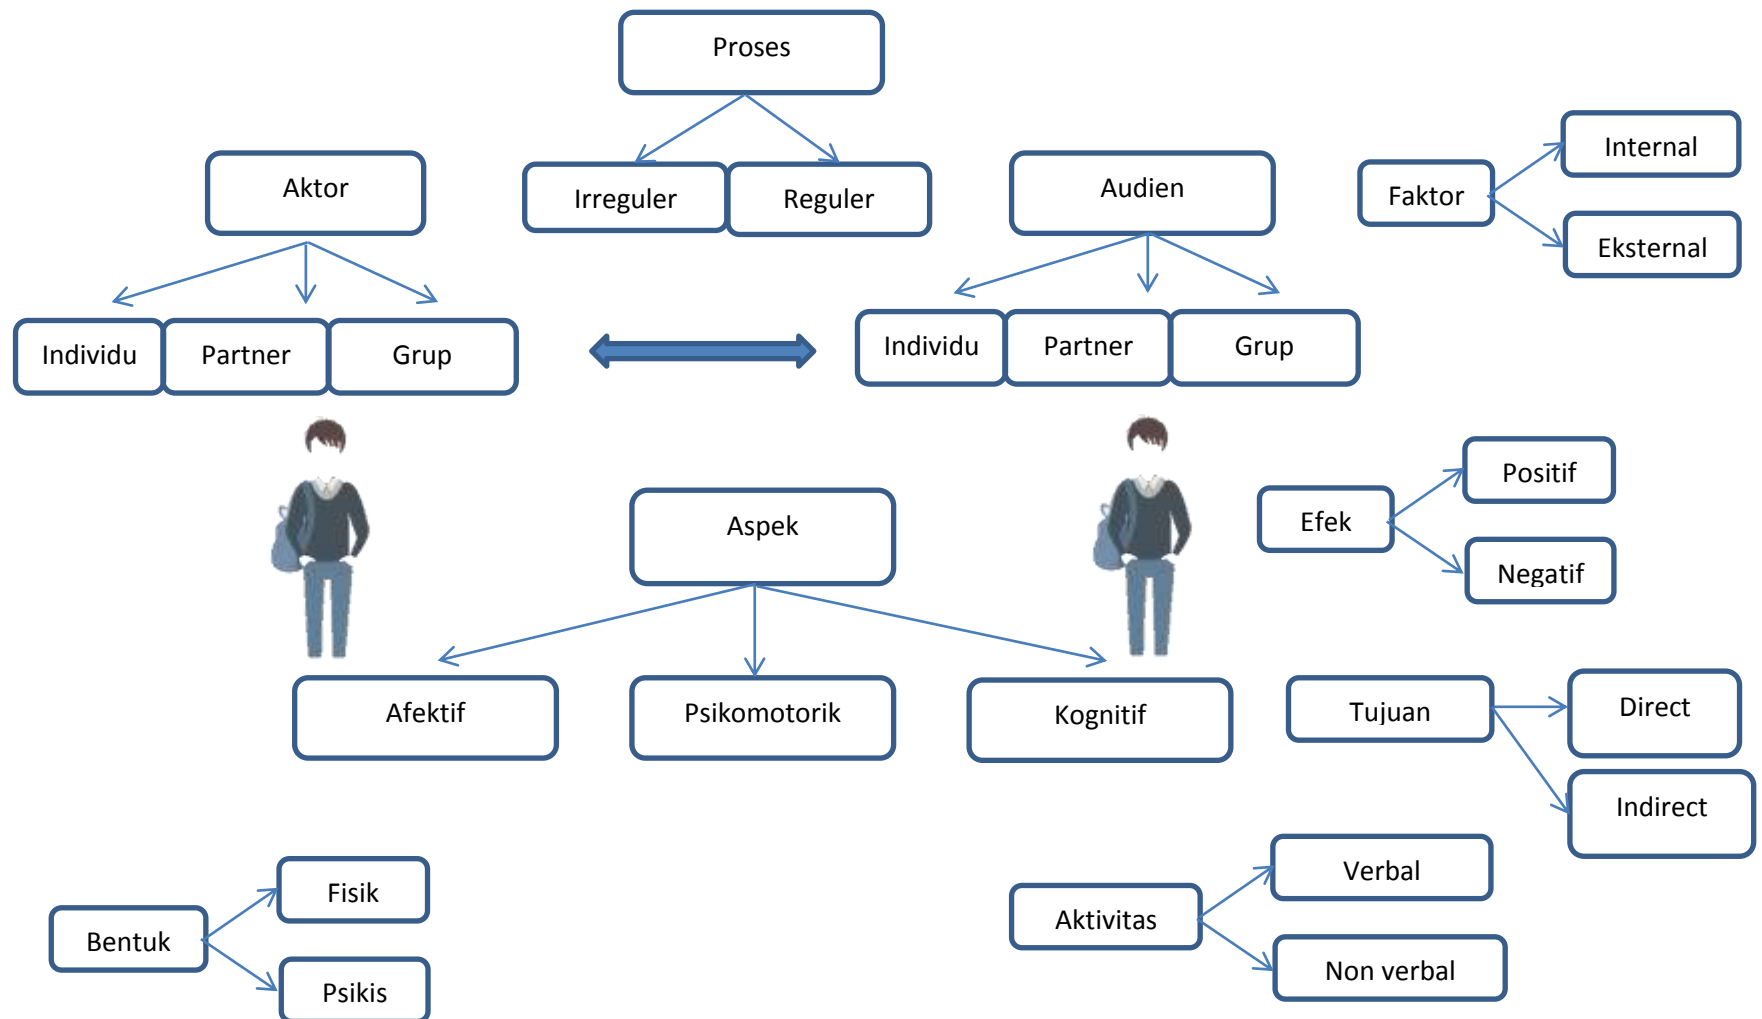 Proses
Irreguler
Reguler
Aktor
Individu
Partner
Grup
Audien
Individu
Partner
Grup
Faktor
Internal
Eksternal
Aspek
Afektif
Psikomotorik
Kognitif
Efek
Positif
Negatif
Tujuan
Direct
Indirect
Bentuk
Fisik
Psikis
Aktivitas
Verbal
Non verbal